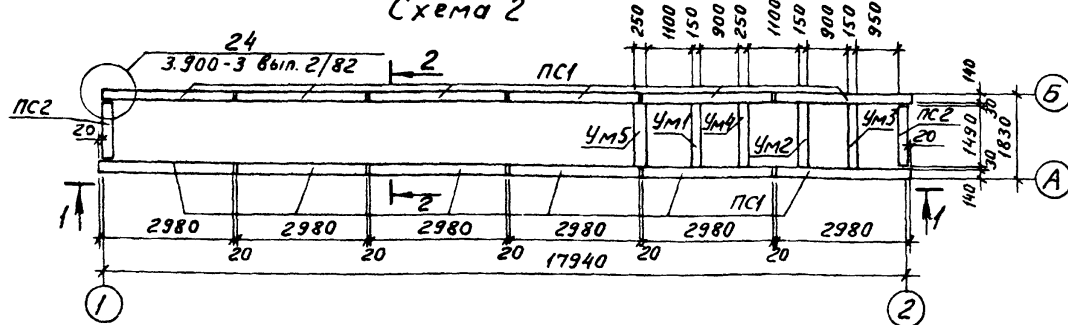 Схема 2
250 1100 150 900 250 1100 150 900 150 950
24
3.900-3 Вып. 2/82
2
ПС1
140
Б
ПС2
20
Ум5
Ум1
Ум4
Ум2
Ум3
ПС2
20
30
1490
1830
30
А
140
1
2
ПС1
1
2980 2980 2980 2980 2980 2980
20 20 20 20 20
17940
1
2